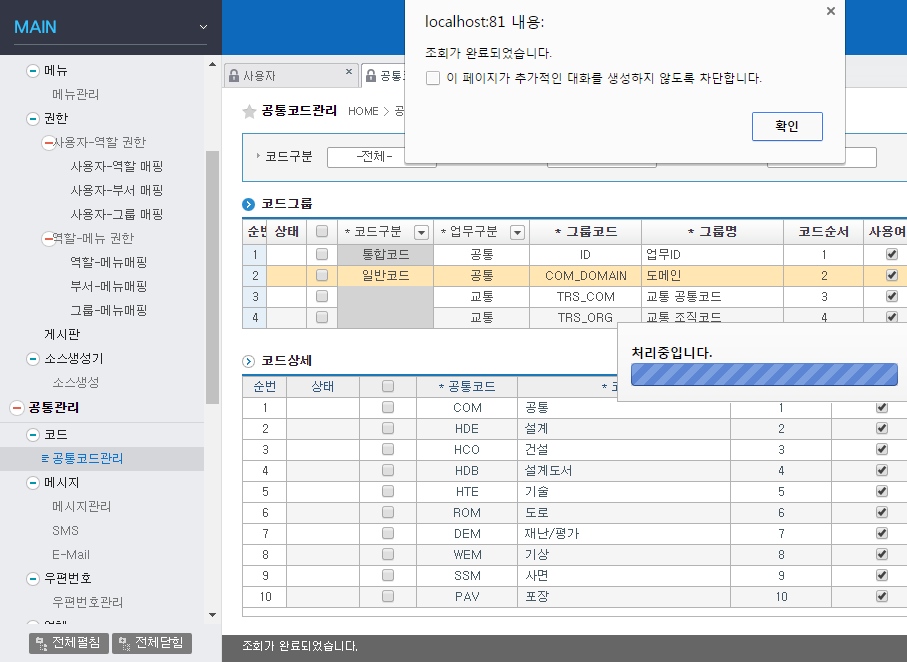 MAIN
메뉴
메뉴관리
권한
사용자-역할 권한
사용자-역할 매핑
사용자-부서 매핑
사용자-그룹 매핑
역할-메뉴 권한
역할-메뉴매핑
부서-메뉴매핑
그룹-메뉴매핑
게시판
소스생성기
소스생성
공통관리
코드
공통코드관리
메시지
메시지관리
SMS
E-Mail
우편번호
우편번호관리
전체펼침 전체닫힘
localhost:81 내용:
조회가 완료되었습니다.
이 페이지가 추가적인 대화를 생성하지 않도록 차단합니다.
확인
사용자
공통코드관리 HOME >
코드구분 -전체-
코드그룹
상태 * 코드구분 * 업무구분 * 그룹코드 * 그룹명 코드순서 사용여
1 통합코드 공통 ID 업무ID 1
2 일반코드 공통 COM_DOMAIN 도메인 2
3 교통 TRS_COM 교통 공통코드 3
4 교통 TRS_ORG 교통 조직코드 4
처리중입니다.
코드상세
순번 상태 * 공통코드 *
1 COM 공통 1
2 HDE 설계 2
3 HCO 건설 3
4 HDB 설계도서 4
5 HTE 기술 5
6 ROM 도로 6
7 DEM 재난/평가 7
8 WEM 기상 8
9 SSM 사면 9
10 PAV 포장 10
조회가 완료되었습니다.